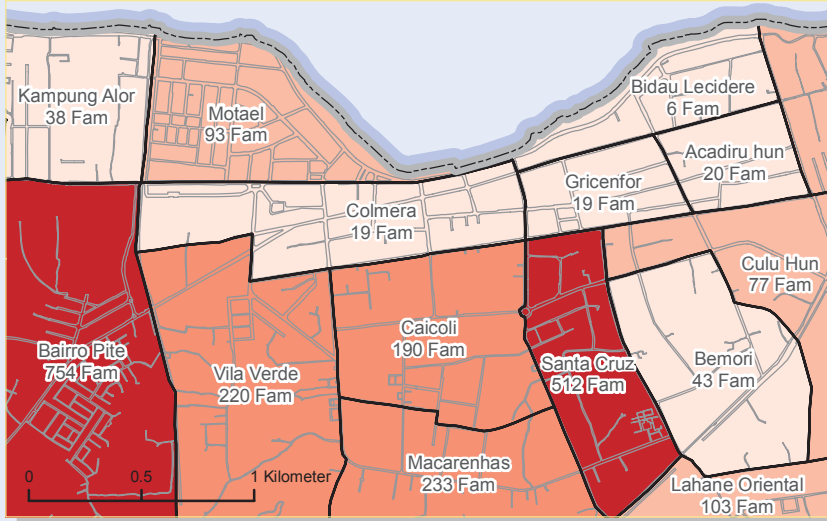 Kampung Alor
38 Fam
Motael
93 Fam
Bidau Lecidere
6 Fam
Acadiru hun
20 Fam
Gricenfor
19 Fam
Colmera
19 Fam
Culu Hun
77 Fam
Caicoli
190 Fam
Bairro Pite
754 Fam
Vila Verde
220 Fam
Santa Cruz
512 Fam
Bemori
43 Fam
Macarenhas
233 Fam
Lahane Oriental
103 Fam
0 0.5 1 Kilometer